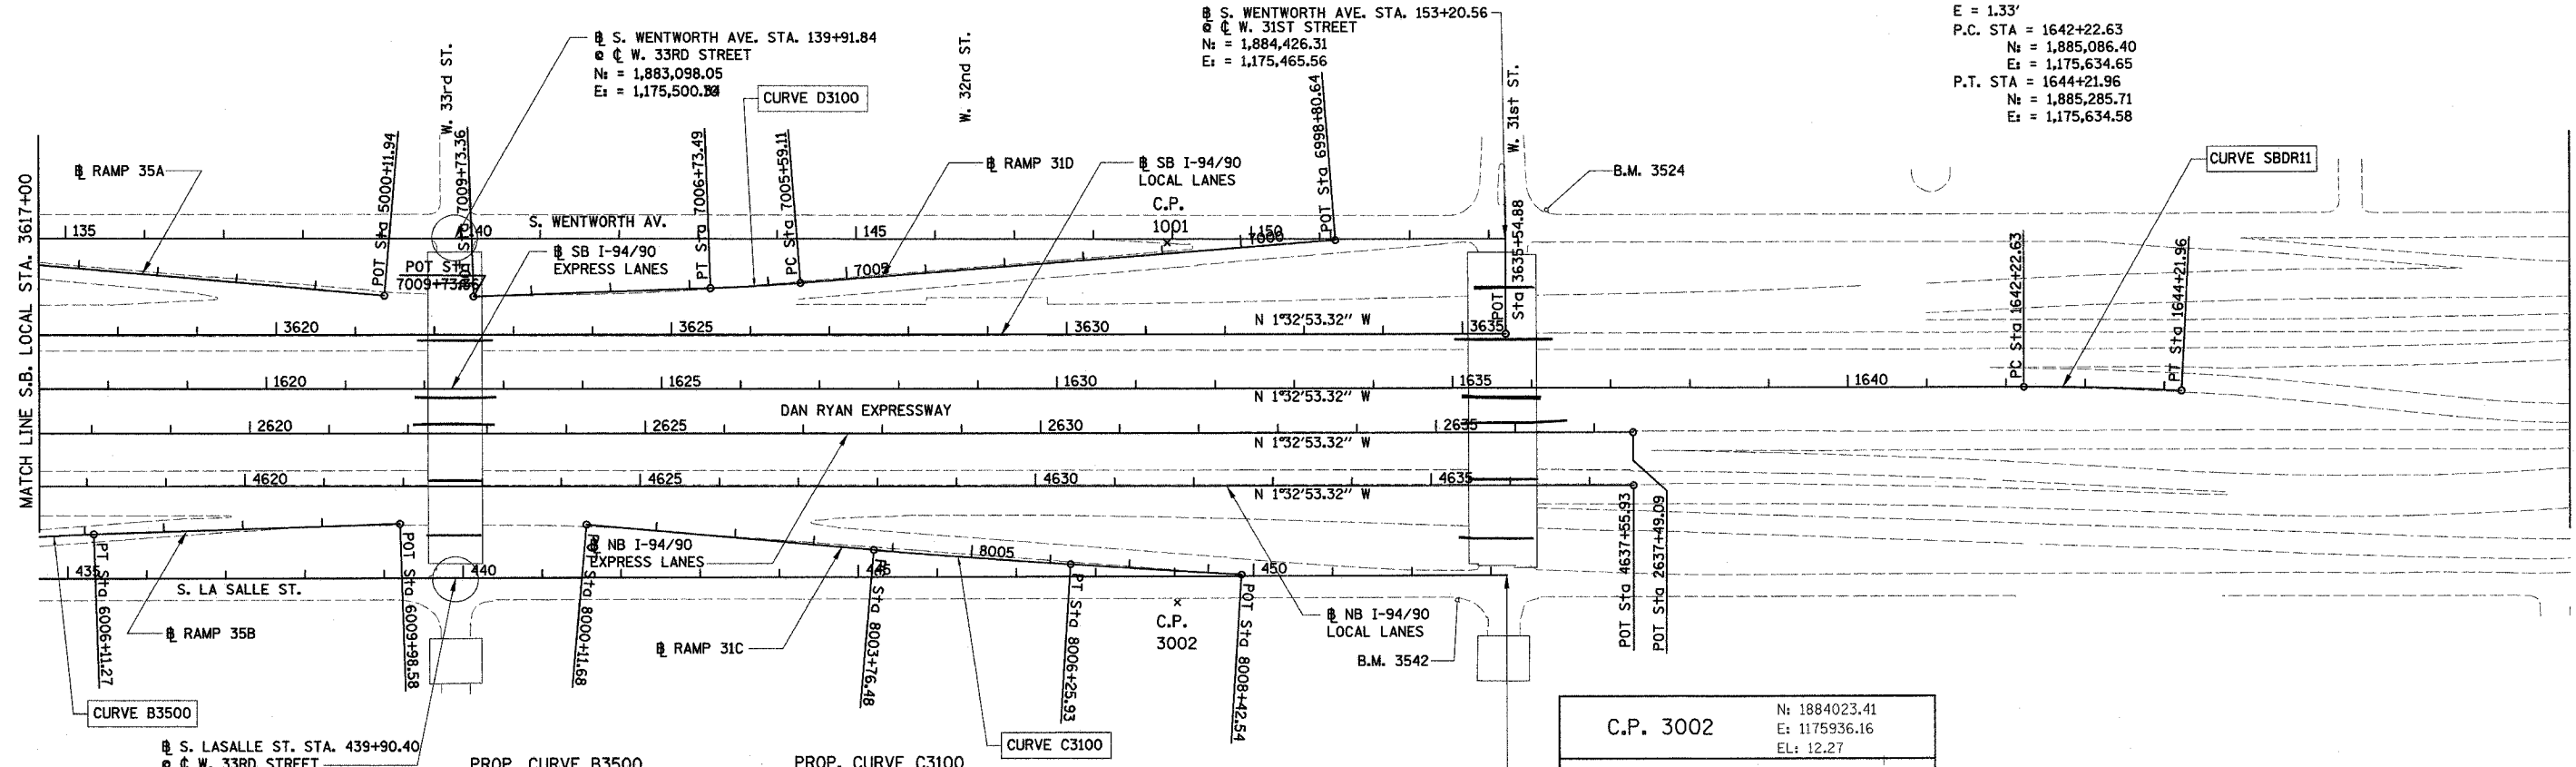 ℄ S. WENTWORTH AVE. STA. 139+91.84
@ ℄ W. 33RD STREET
N: = 1,883,098.05
E: = 1,175,500.
℄ S. WENTWORTH AVE. STA. 153+20.56
@ ℄ W. 31ST STREET
N: = 1,884,426.31
E: = 1,175,465.56
E = 1.33'
P.C. STA = 1642+22.63
N: = 1,885,086.40
E: = 1,175,634.65
P.T. STA = 1644+21.96
N: = 1,885,285.71
E: = 1,175,634.58
W. 33rd ST.
W. 32nd ST.
W. 31st ST.
CURVE D3100
CURVE SBDR11
℄ RAMP 35A
POT Sta 5000+11.94
Sta 7009+73.36
PT Sta 7006+73.49
PC Sta 7005+59.11
℄ RAMP 31D
℄ SB I-94/90
LOCAL LANES
C.P.
1001
POT Sta 6998+80.64
B.M. 3524
MATCH LINE S.B. LOCAL STA. 3617+00
135
140
S. WENTWORTH AV.
145
150
7000
7005
℄ SB I-94/90
EXPRESS LANES
POT Sta
7009+73.36
POT
Sta 3635+54.88
PC Sta 1642+22.63
PT Sta 1644+21.96
3620
3625
3630
N 1°32'53.32" W
3635
1620
1625
1630
N 1°32'53.32" W
1635
1640
DAN RYAN EXPRESSWAY
2620
2625
2630
N 1°32'53.32" W
2635
4620
4625
4630
N 1°32'53.32" W
4635
POT Sta 4637+55.93
POT Sta 2637+49.09
℄ NB I-94/90
EXPRESS LANES
8005
435
440
445
450
S. LA SALLE ST.
PT Sta 6006+11.27
℄ RAMP 35B
POT Sta 6009+98.58
POT Sta 8000+11.68
℄ RAMP 31C
Sta 8003+76.48
PT Sta 8006+25.93
POT Sta 8008+42.54
C.P.
3002
℄ NB I-94/90
LOCAL LANES
B.M. 3542
CURVE B3500
CURVE C3100
℄ S. LASALLE ST. STA. 439+90.40
@ ℄ W. 33RD STREET
PROP. CURVE B3500
PROP. CURVE C3100
C.P. 3002
N: 1884023.41
E: 1175936.16
EL: 12.27